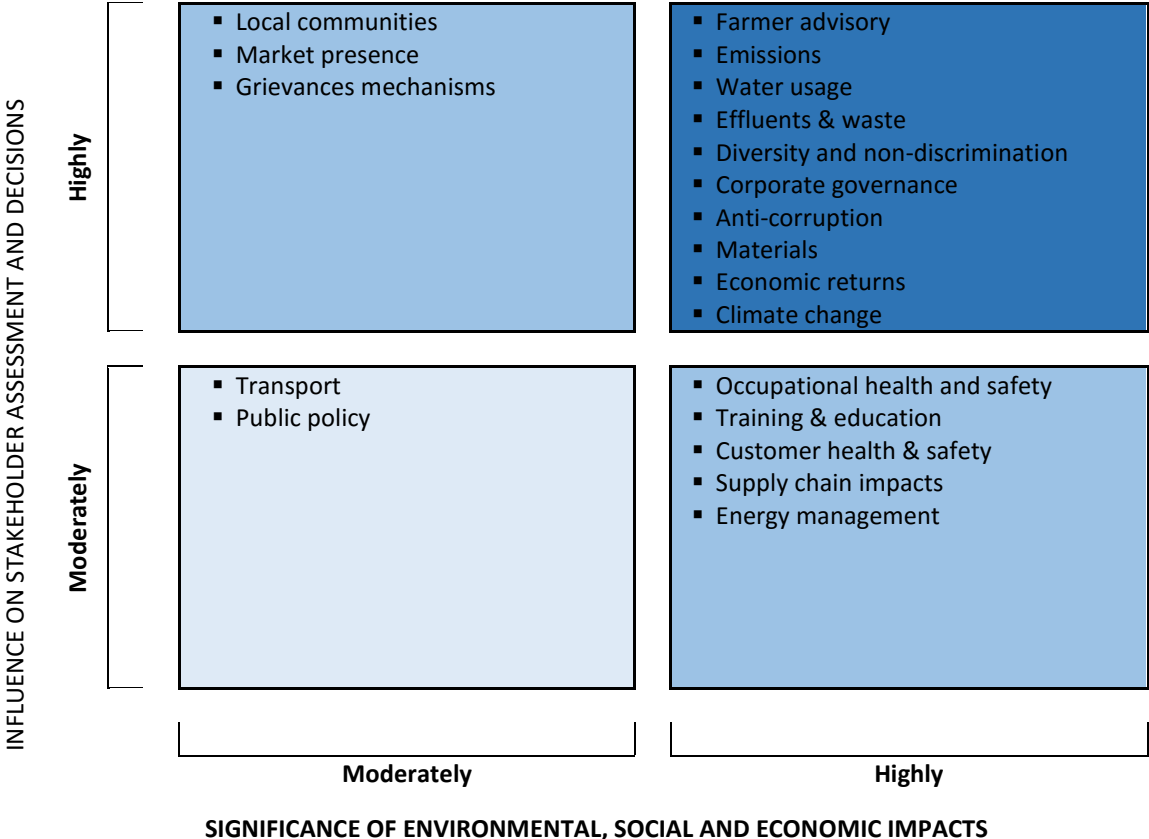 INFLUENCE ON STAKEHOLDER ASSESSMENT AND DECISIONS
Highly
▪ Local communities
▪ Market presence
▪ Grievances mechanisms
▪ Farmer advisory
▪ Emissions
▪ Water usage
▪ Effluents & waste
▪ Diversity and non-discrimination
▪ Corporate governance
▪ Anti-corruption
▪ Materials
▪ Economic returns
▪ Climate change
Moderately
▪ Transport
▪ Public policy
▪ Occupational health and safety
▪ Training & education
▪ Customer health & safety
▪ Supply chain impacts
▪ Energy management
Moderately
Highly
SIGNIFICANCE OF ENVIRONMENTAL, SOCIAL AND ECONOMIC IMPACTS